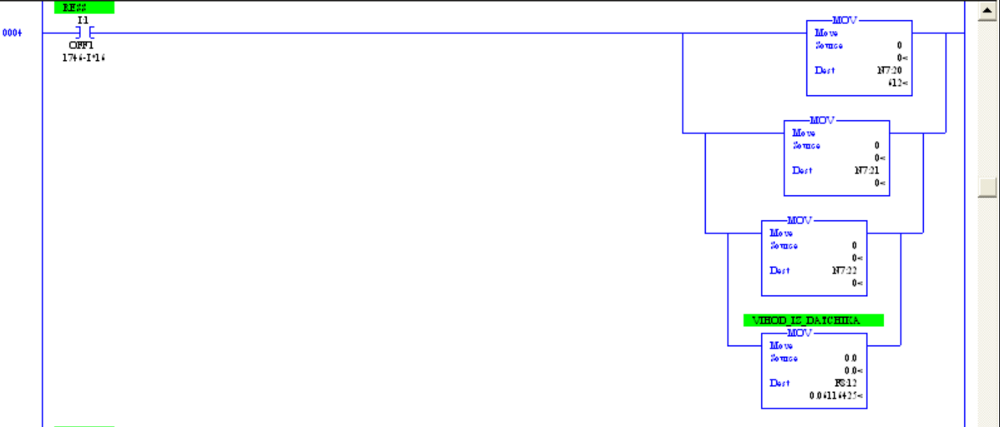 RESS
I:1
0004
OFF1
1746-I*16
MOV
Move
Source 0
0<
Dest N7:20
612<
MOV
Move
Source 0
0<
Dest N7:21
0<
MOV
Move
Source 0
0<
Dest N7:22
0<
VIHOD_IZ_DATCHIKA
MOV
Move
Source 0.0
0.0<
Dest F8:12
0.06116425<